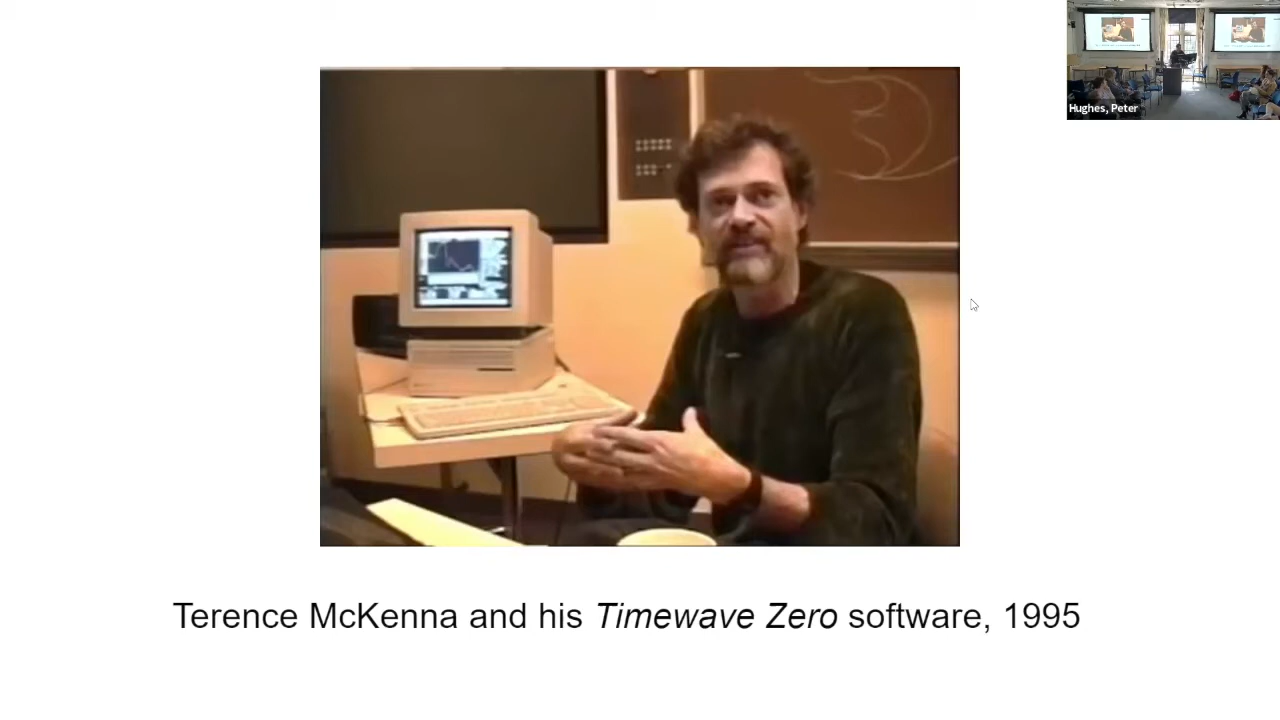 Hughes, Peter
Terence McKenna and his Timewave Zero software, 1995